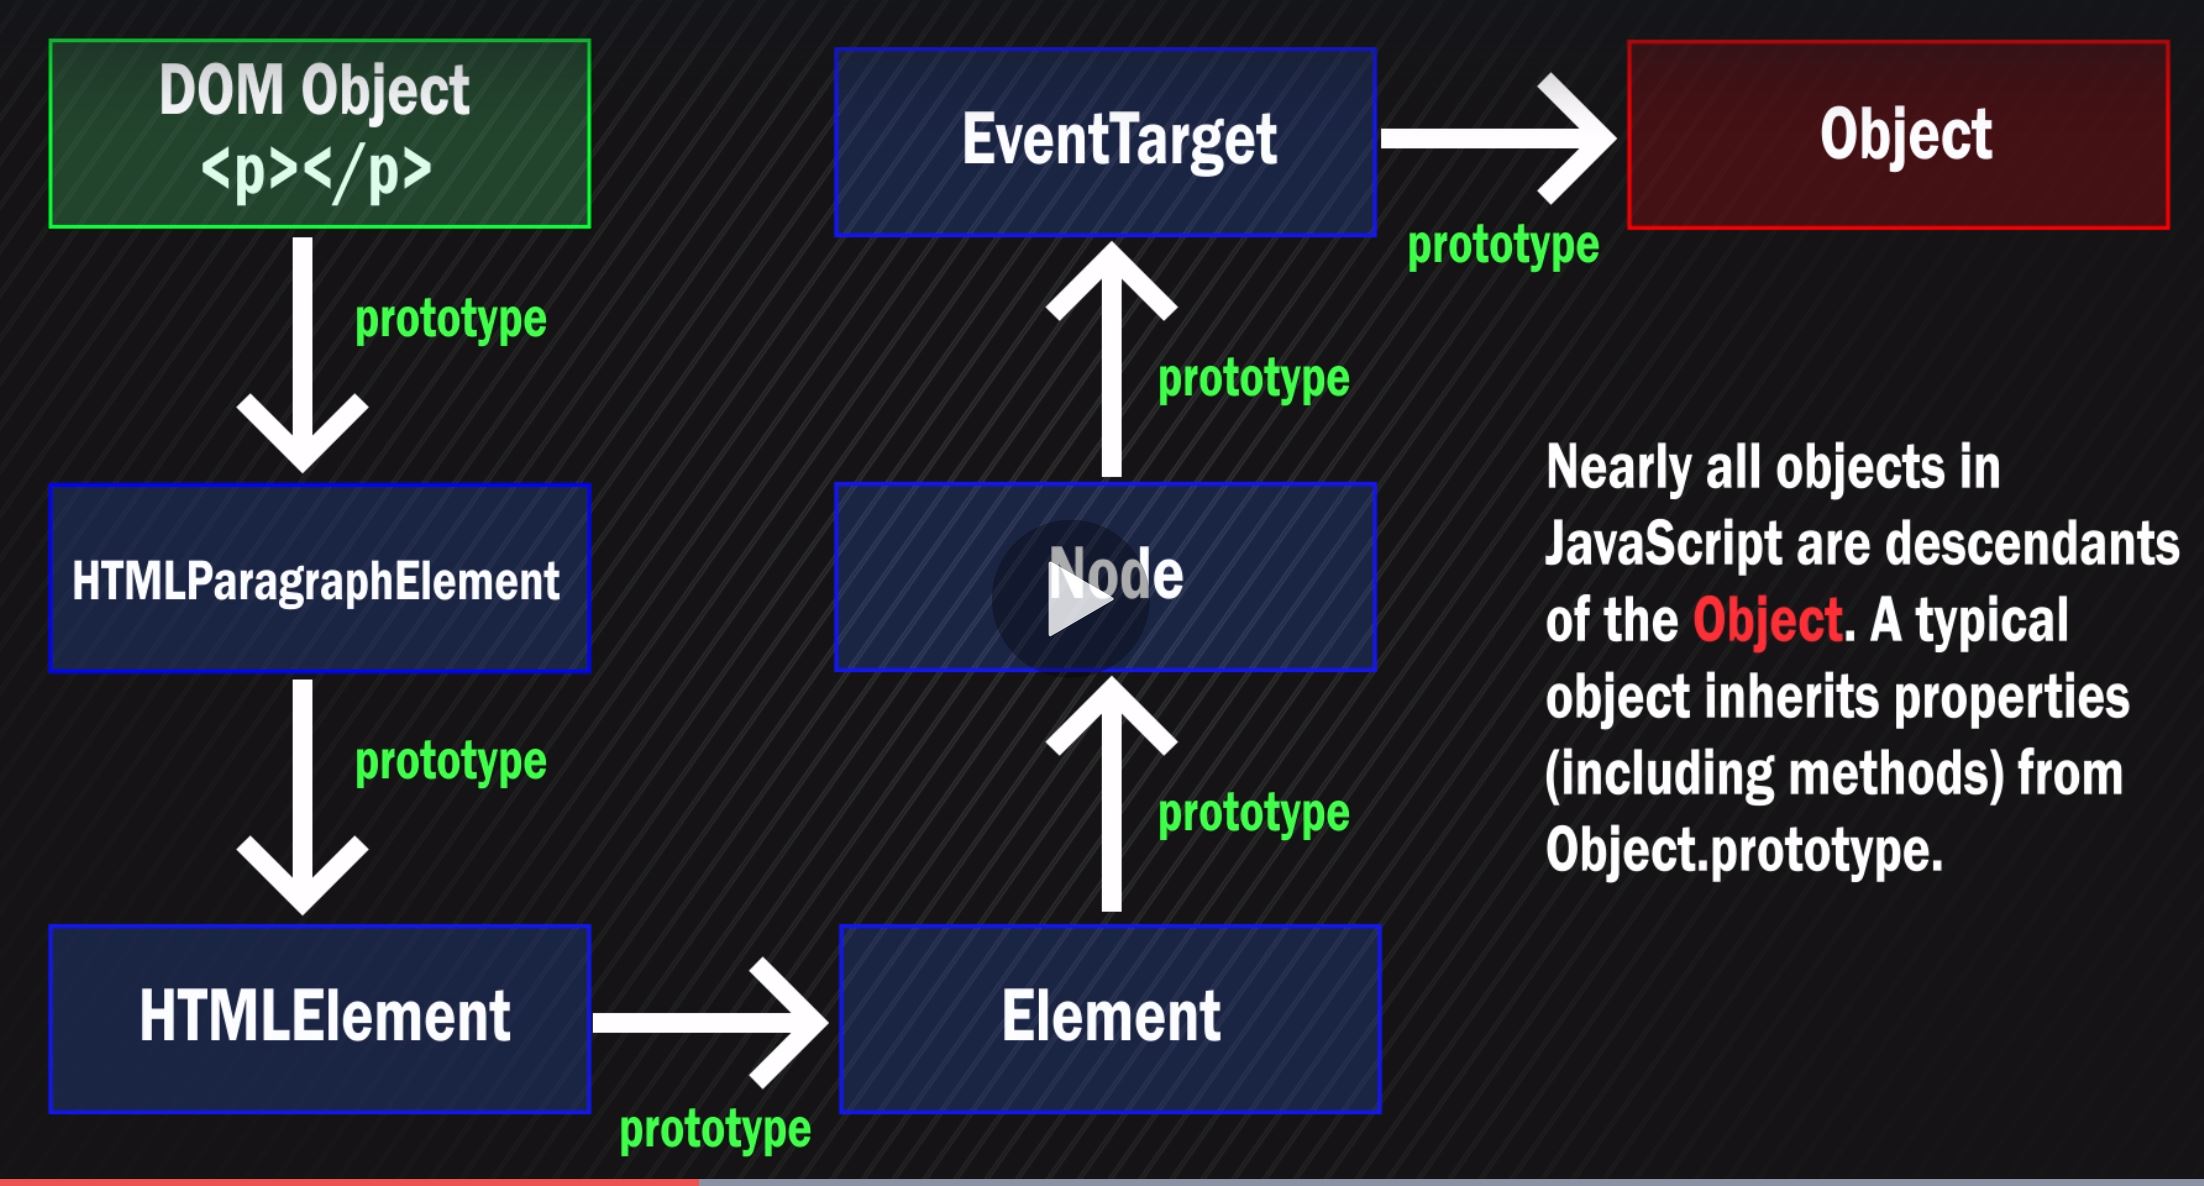 DOM Object
<p></p>
prototype
HTMLParagraphElement
prototype
HTMLElement
prototype
Element
prototype
Node
prototype
EventTarget
prototype
Object
Nearly all objects in
JavaScript are descendants
of the Object. A typical
object inherits properties
(including methods) from
Object.prototype.